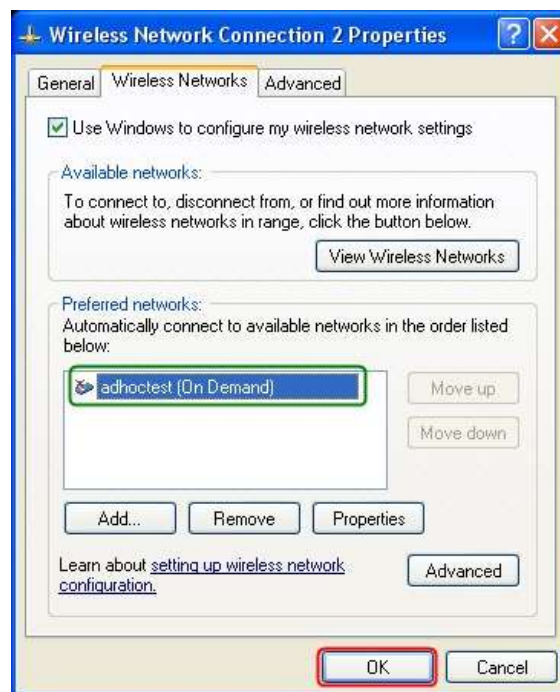 Wireless Network Connection 2 Properties
?
X
General
Wireless Networks
Advanced
Use Windows to configure my wireless network settings
Available networks:
To connect to, disconnect from, or find out more information
about wireless networks in range, click the button below.
View Wireless Networks
Preferred networks:
Automatically connect to available networks in the order listed
below:
adhoctest (On Demand)
Move up
Move down
Add...
Remove
Properties
Learn about setting up wireless network
configuration.
Advanced
OK
Cancel